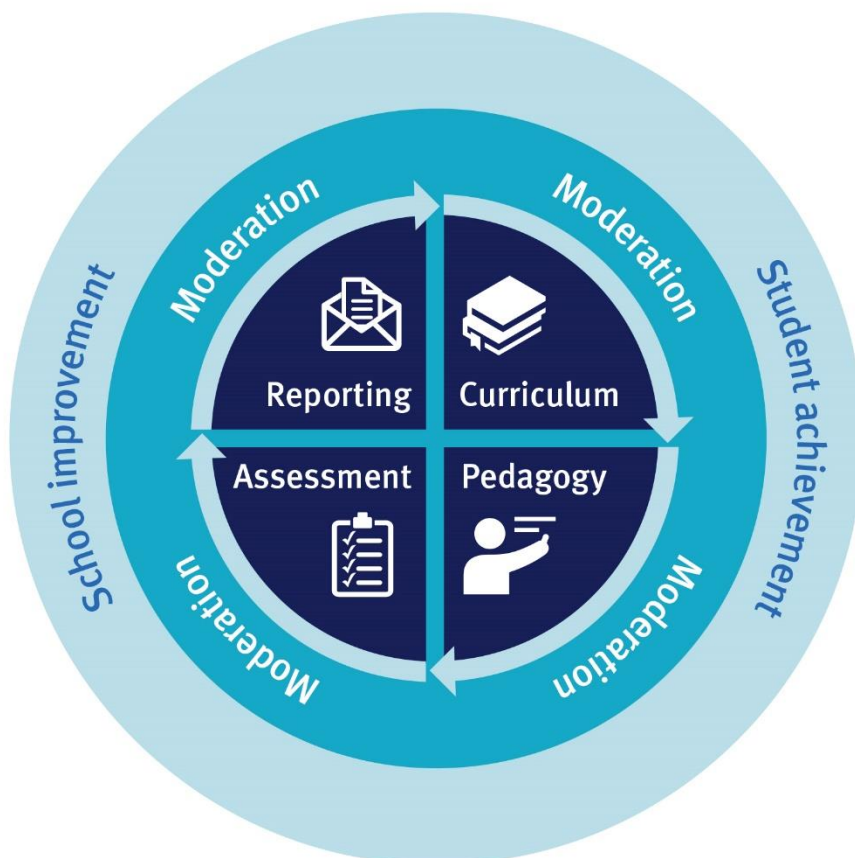 Moderation
Moderation
School improvement
Student achievement
Reporting
Curriculum
Assessment
Pedagogy
Moderation
Moderation